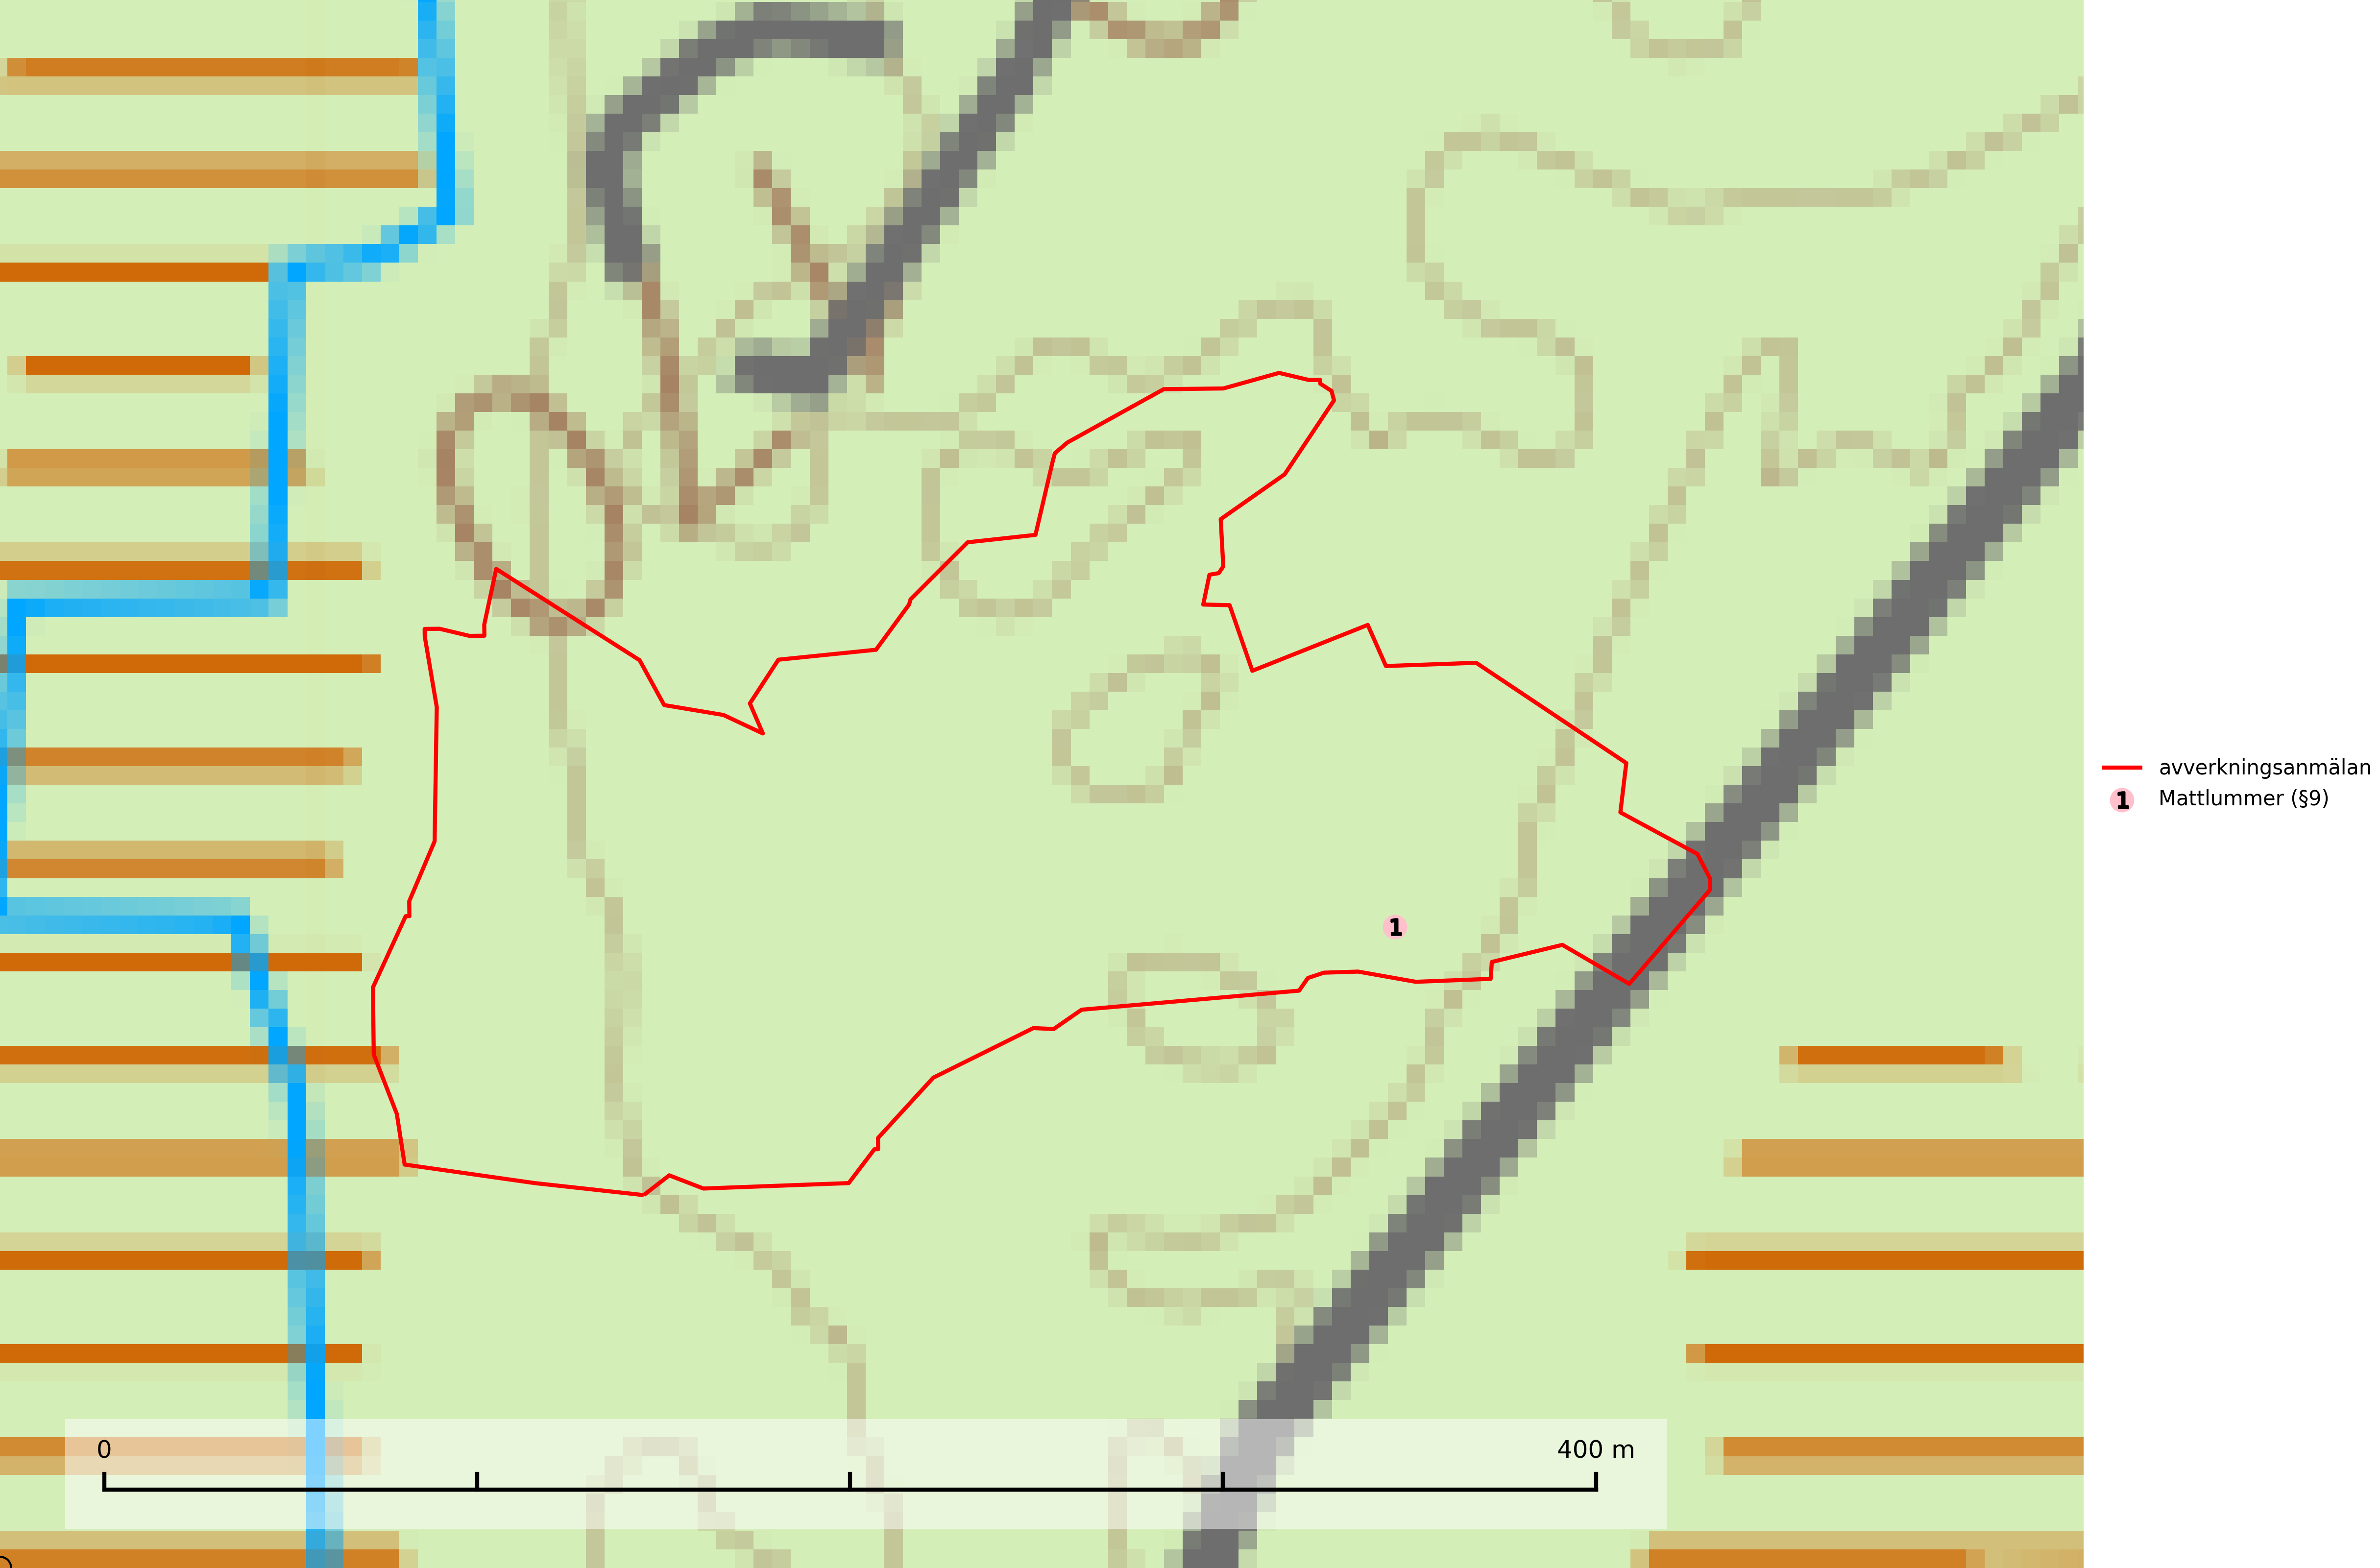 avverkningsanmälan
1 Mattlummer (§9)
1
0 400 m